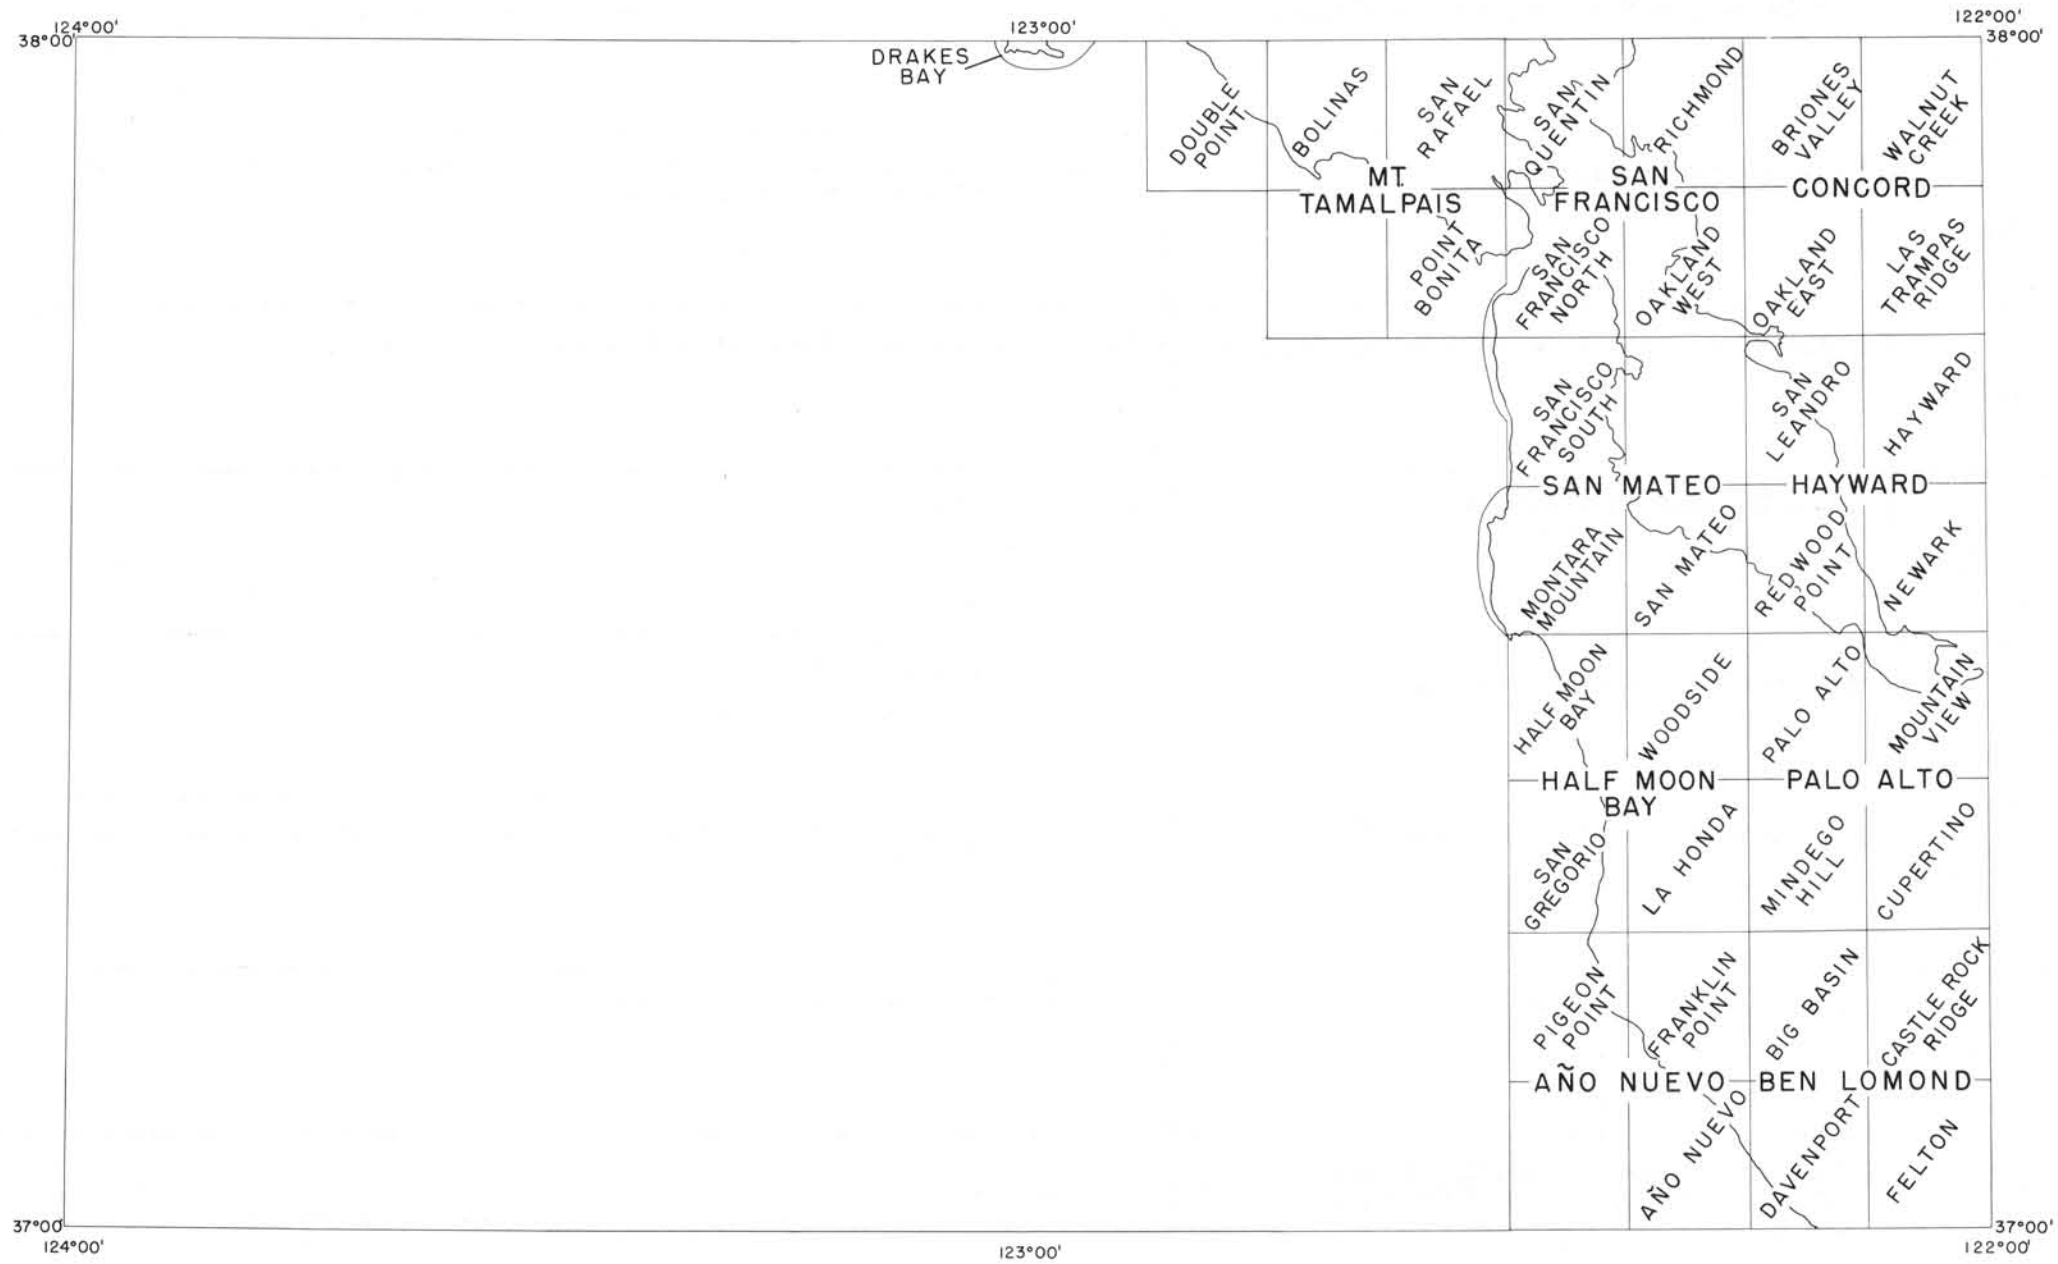 124°00'
123°00'
122°00'
38°00'
38°00'
DRAKES
BAY
DOUBLE
POINT
BOLINAS
SAN
RAFAEL
SAN
QUENTIN
RICHMOND
BRIONES
VALLEY
WALNUT
CREEK
MT.
TAMALPAIS
SAN
FRANCISCO
CONCORD
POINT
BONITA
SAN
FRANCISCO
NORTH
OAKLAND
WEST
OAKLAND
EAST
LAS
TRAMPAS
RIDGE
SAN
FRANCISCO
SOUTH
SAN
LEANDRO
HAYWARD
SAN MATEO
HAYWARD
MONTARA
MOUNTAIN
SAN MATEO
REDWOOD
POINT
NEWARK
HALF MOON
BAY
WOODSIDE
PALO ALTO
MOUNTAIN
VIEW
HALF MOON
BAY
PALO ALTO
SAN
GREGORIO
LA HONDA
MINDEGO
HILL
CUPERTINO
PIGEON
POINT
FRANKLIN
POINT
BIG BASIN
CASTLE ROCK
RIDGE
AÑO NUEVO
BEN LOMOND
AÑO NUEVO
DAVENPORT
FELTON
37°00'
37°00'
124°00'
123°00'
122°00'